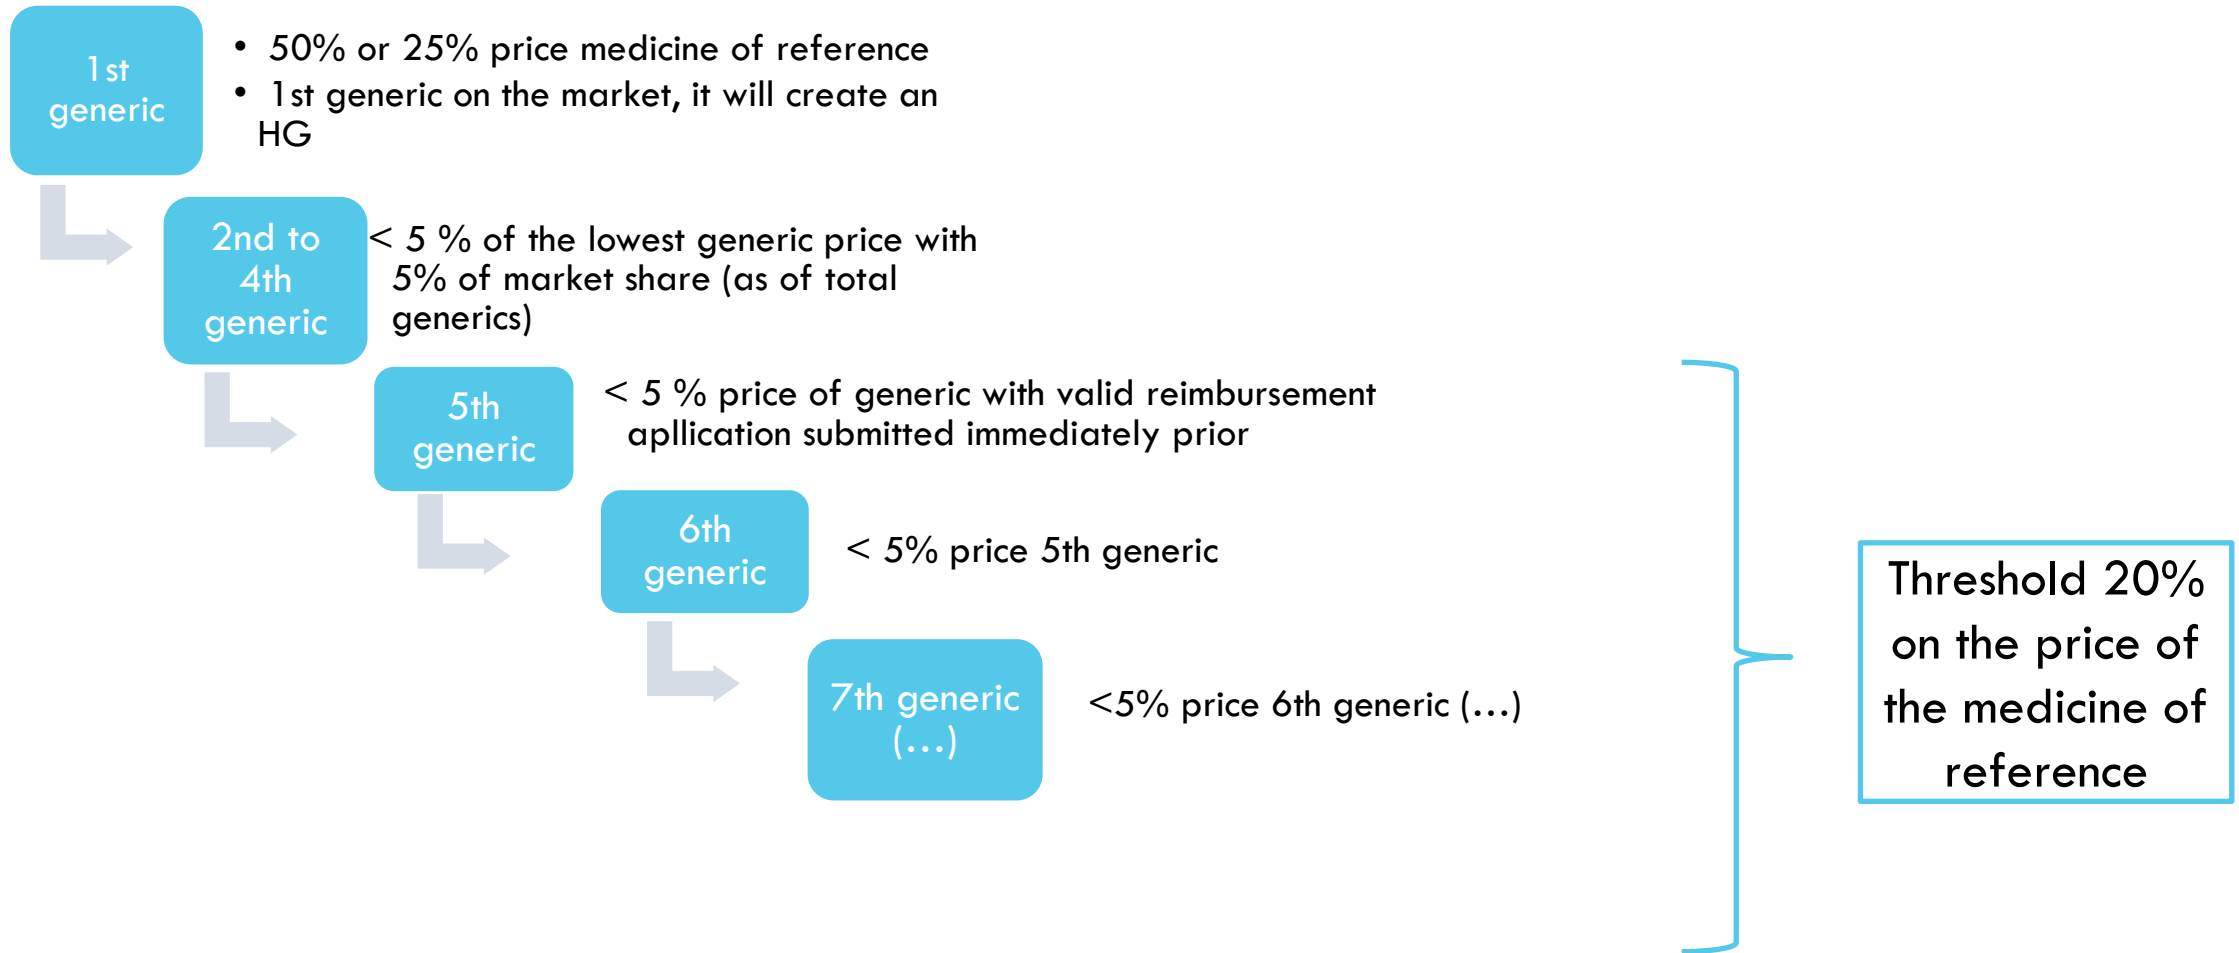 1st
generic
• 50% or 25% price medicine of reference
• 1st generic on the market, it will create an
HG
2nd to
4th
generic
< 5 % of the lowest generic price with
5% of market share (as of total
generics)
5th
generic
< 5 % price of generic with valid reimbursement
apllication submitted immediately prior
6th
generic
< 5% price 5th generic
7th generic
(...)
<5% price 6th generic (...)
Threshold 20%
on the price of
the medicine of
reference